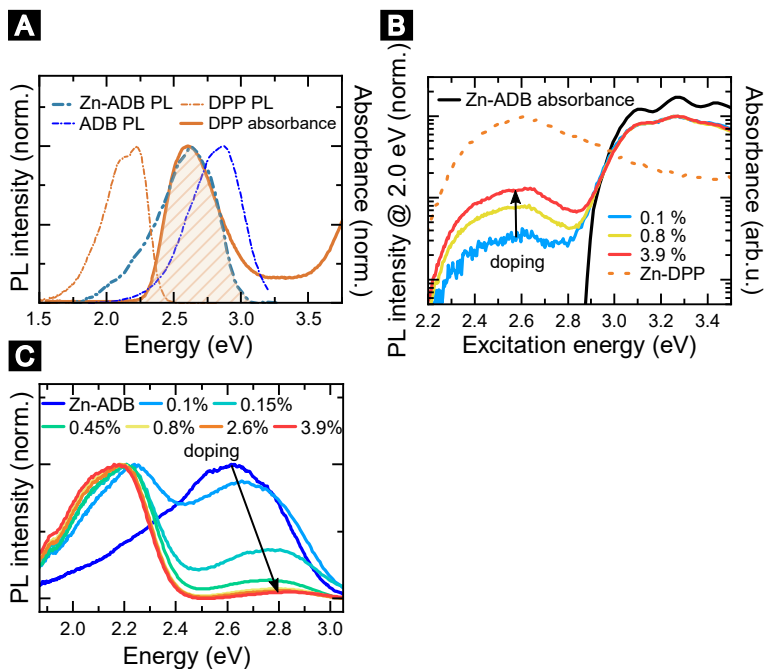 A
PL intensity (norm.)
Zn-ADB PL
DPP PL
ADB PL
DPP absorbance
Absorbance (norm.)
1.5 2.0 2.5 3.0 3.5
Energy (eV)
B
PL intensity @ 2.0 eV (norm.)
Zn-ADB absorbance
doping
0.1 %
0.8 %
3.9 %
Zn-DPP
Absorbance (arb.u.)
2.2 2.4 2.6 2.8 3.0 3.2 3.4
Excitation energy (eV)
C
PL intensity (norm.)
Zn-ADB 0.1% 0.15%
0.45% 0.8% 2.6% 3.9%
doping
2.0 2.2 2.4 2.6 2.8 3.0
Energy (eV)